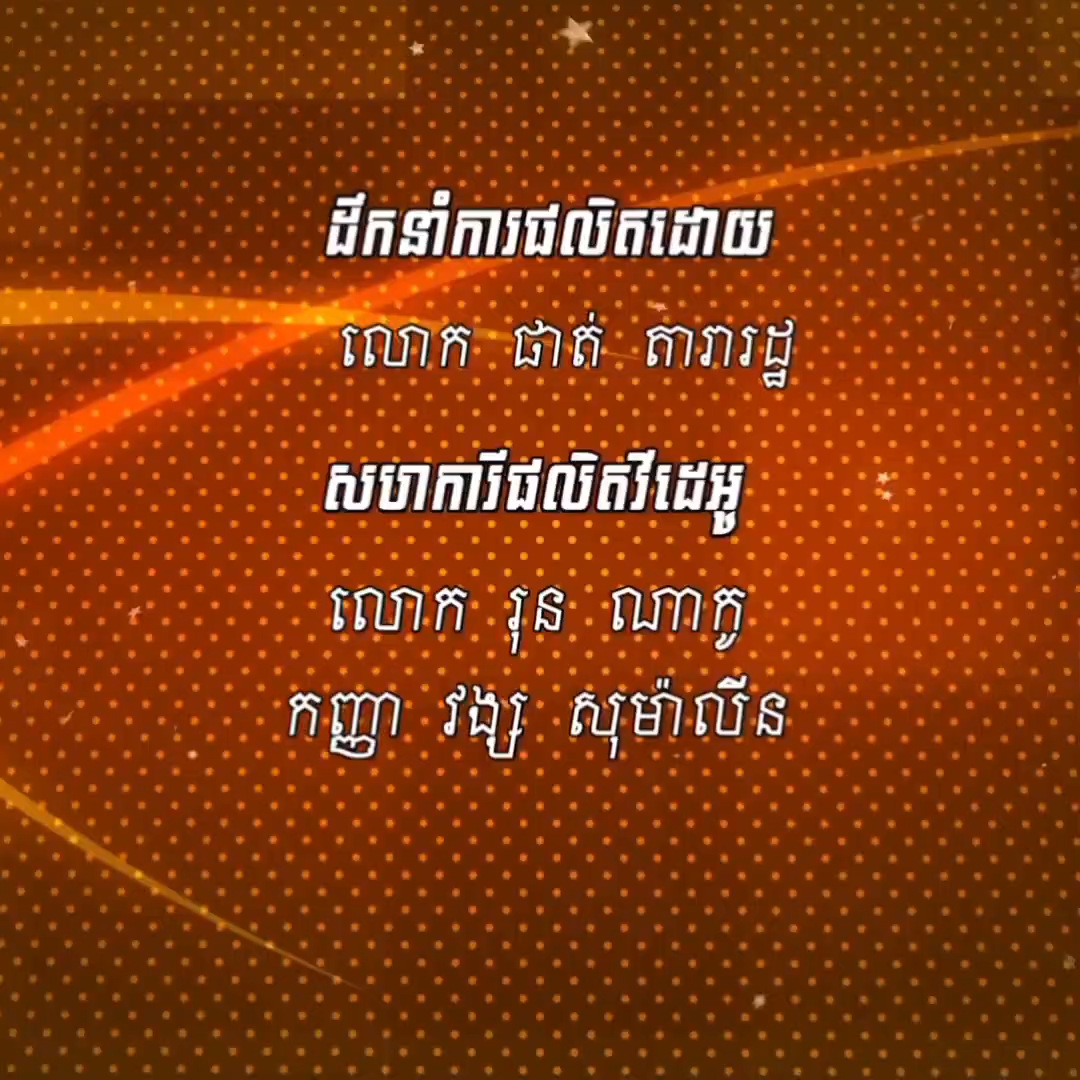 ដឹកនាំការផលិតដោយ
លោក ផាត់ តារារដ្ឋ
សហការីផលិតវីដេអូ
លោក រុន ណាកូ
កញ្ញា វង្ស សុម៉ាលីន